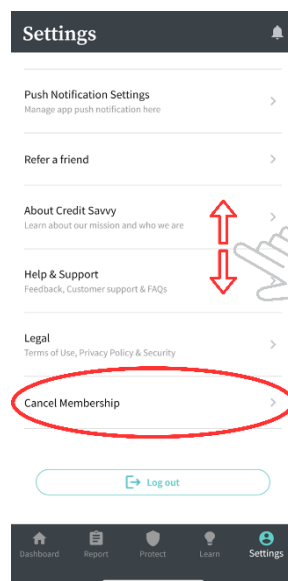 Settings
Push Notification Settings
Manage app push notification here
Refer a friend
About Credit Savvy
Learn about our mission and who we are
Help & Support
Feedback, Customer support & FAQs
Legal
Terms of Use, Privacy Policy & Security
Cancel Membership
Log out
Dashboard Report Protect Learn Settings